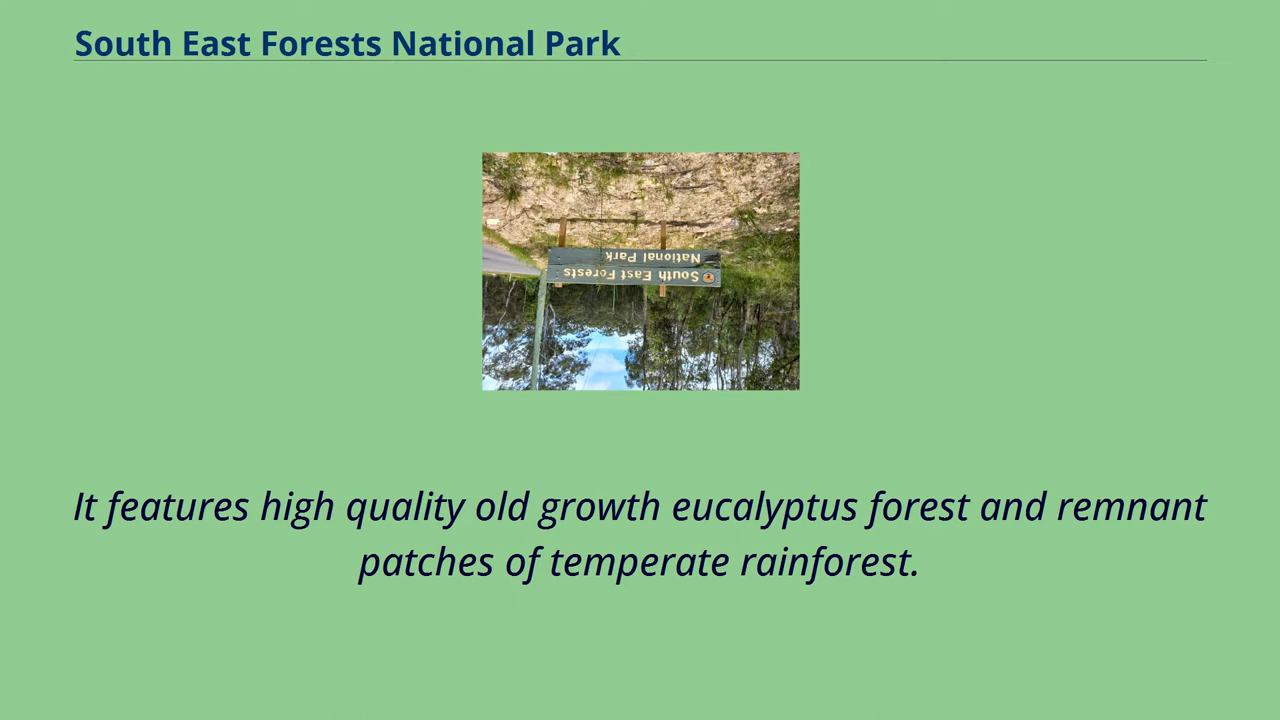 South East Forests National Park
South East Forests
National Park
It features high quality old growth eucalyptus forest and remnant
patches of temperate rainforest.